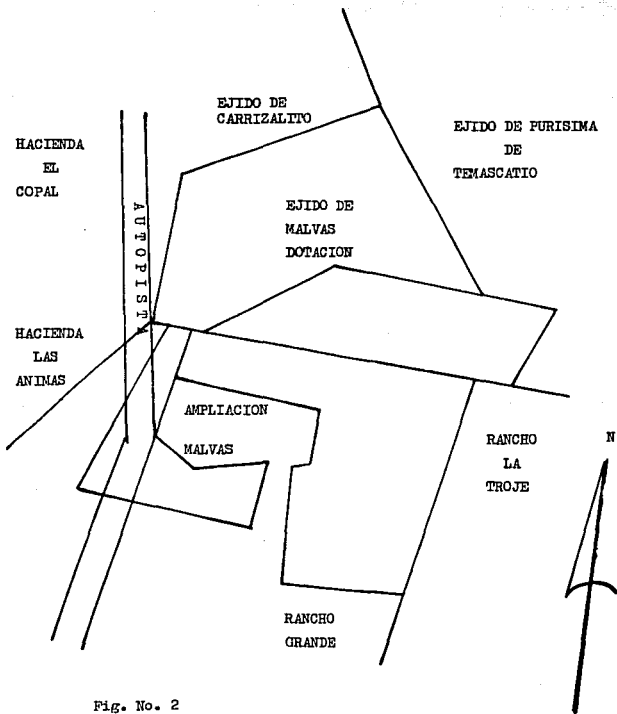 EJIDO DE
CARRIZALITO
EJIDO DE PURISIMA
DE
TEMASCATIO
HACIENDA
EL
COPAL
AUTOPISTA
EJIDO DE
MALVAS
DOTACION
HACIENDA
LAS
ANIMAS
AMPLIACION
MALVAS
RANCHO
LA
TROJE
N
RANCHO
GRANDE
Fig. No. 2